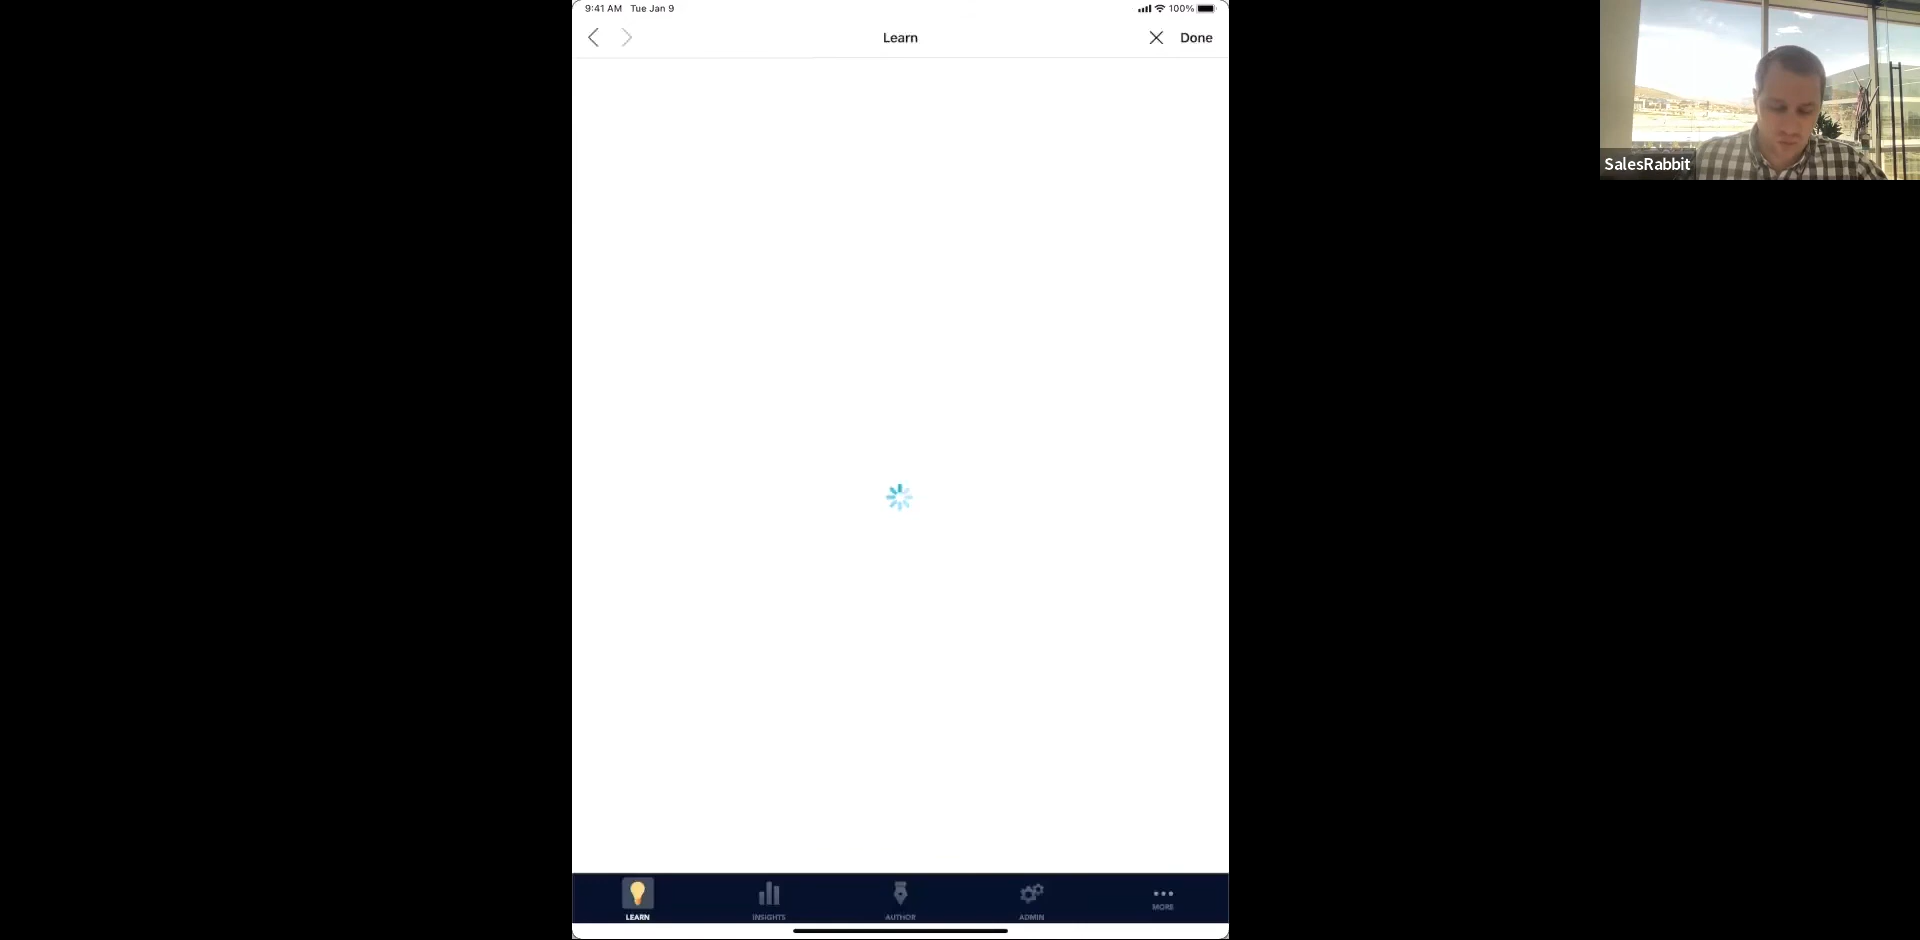 9:41 AM Tue Jan 9
100%
Learn
Done
SalesRabbit
LEARN
INSIGHTS
AUTHOR
ADMIN
MORE